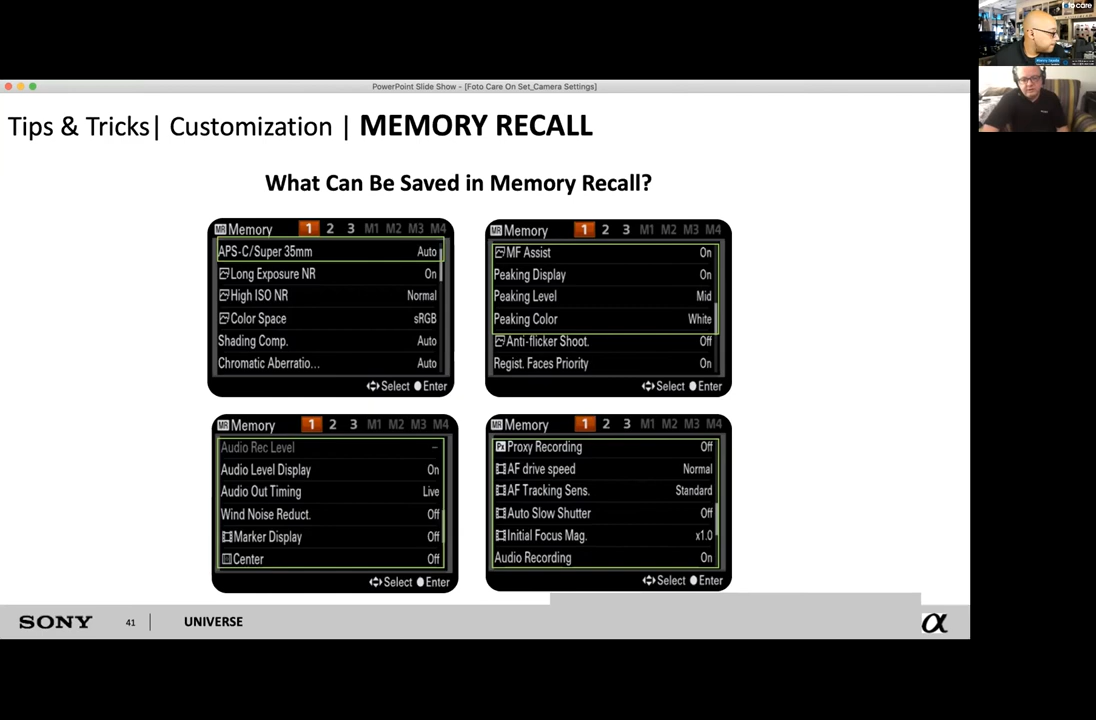 to care
PowerPoint Slide Show - [Foto Care On Set_Camera Settings]
Tips & Tricks| Customization | MEMORY RECALL
What Can Be Saved in Memory Recall?
MR Memory 1 2 3 M1 M2 M3 M4
APS-C/Super 35mm Auto
Long Exposure NR On
High ISO NR Normal
Color Space sRGB
Shading Comp. Auto
Chromatic Aberratio... Auto
Select Enter
MR Memory 1 2 3 M1 M2 M3 M4
MF Assist On
Peaking Display On
Peaking Level Mid
Peaking Color White
Anti-flicker Shoot. Off
Regist. Faces Priority On
Select Enter
MR Memory 1 2 3 M1 M2 M3 M4
Audio Rec Level –
Audio Level Display On
Audio Out Timing Live
Wind Noise Reduct. Off
Marker Display Off
Center Off
Select Enter
MR Memory 1 2 3 M1 M2 M3 M4
Px Proxy Recording Off
AF drive speed Normal
AF Tracking Sens. Standard
Auto Slow Shutter Off
Initial Focus Mag. x1.0
Audio Recording On
Select Enter
SONY 41 UNIVERSE α